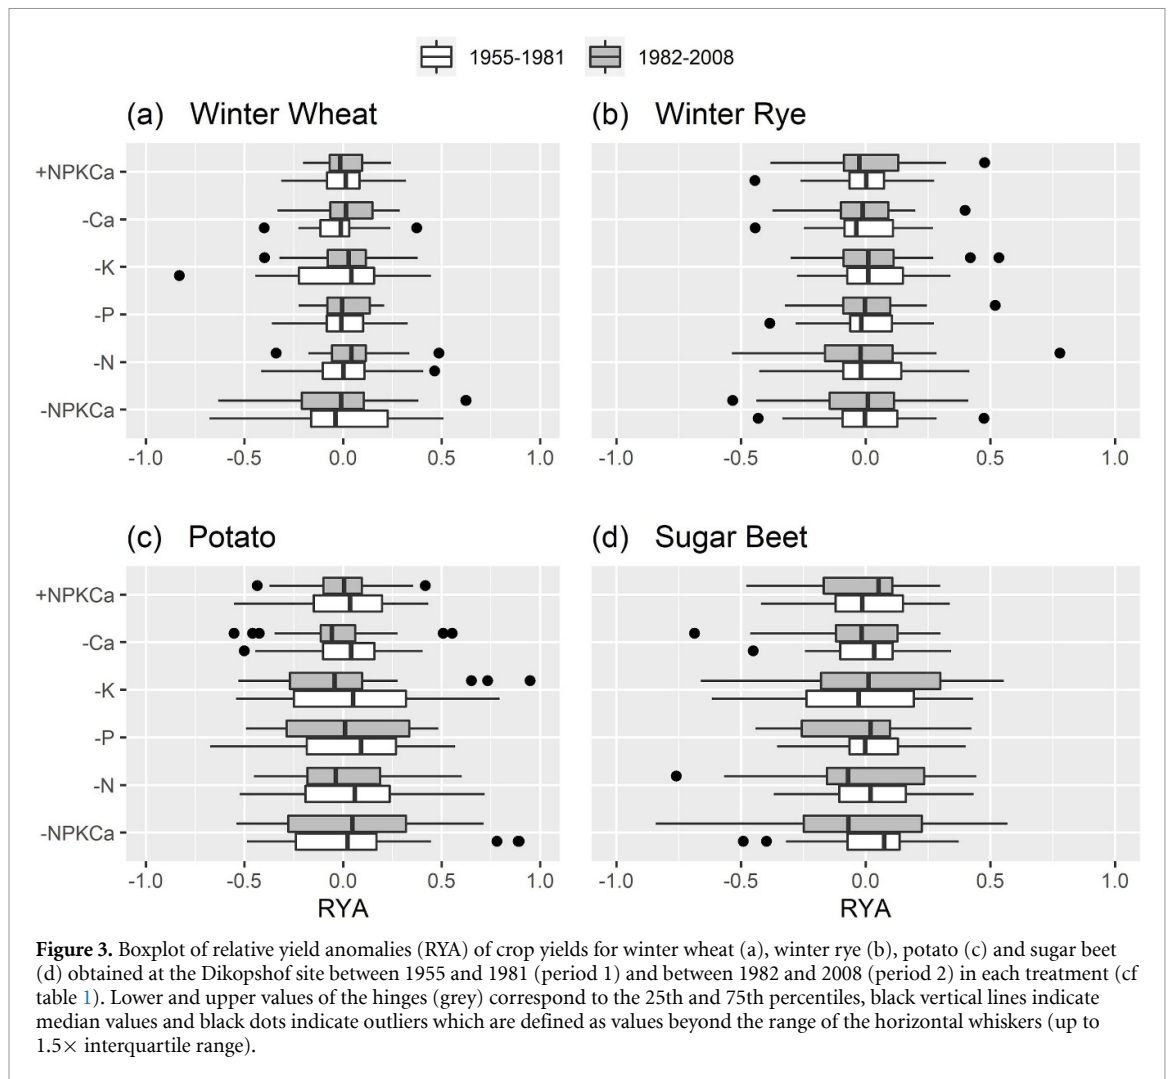 1955-1981 1982-2008
(a) Winter Wheat (b) Winter Rye
+NPKCa
-Ca
-K
-P
-N
-NPKCa
-1.0 -0.5 0.0 0.5 1.0 -1.0 -0.5 0.0 0.5 1.0
(c) Potato (d) Sugar Beet
+NPKCa
-Ca
-K
-P
-N
-NPKCa
-1.0 -0.5 0.0 0.5 1.0 -1.0 -0.5 0.0 0.5 1.0
RYA RYA
Figure 3. Boxplot of relative yield anomalies (RYA) of crop yields for winter wheat (a), winter rye (b), potato (c) and sugar beet
(d) obtained at the Dikopshof site between 1955 and 1981 (period 1) and between 1982 and 2008 (period 2) in each treatment (cf
table 1). Lower and upper values of the hinges (grey) correspond to the 25th and 75th percentiles, black vertical lines indicate
median values and black dots indicate outliers which are defined as values beyond the range of the horizontal whiskers (up to
1.5× interquartile range).